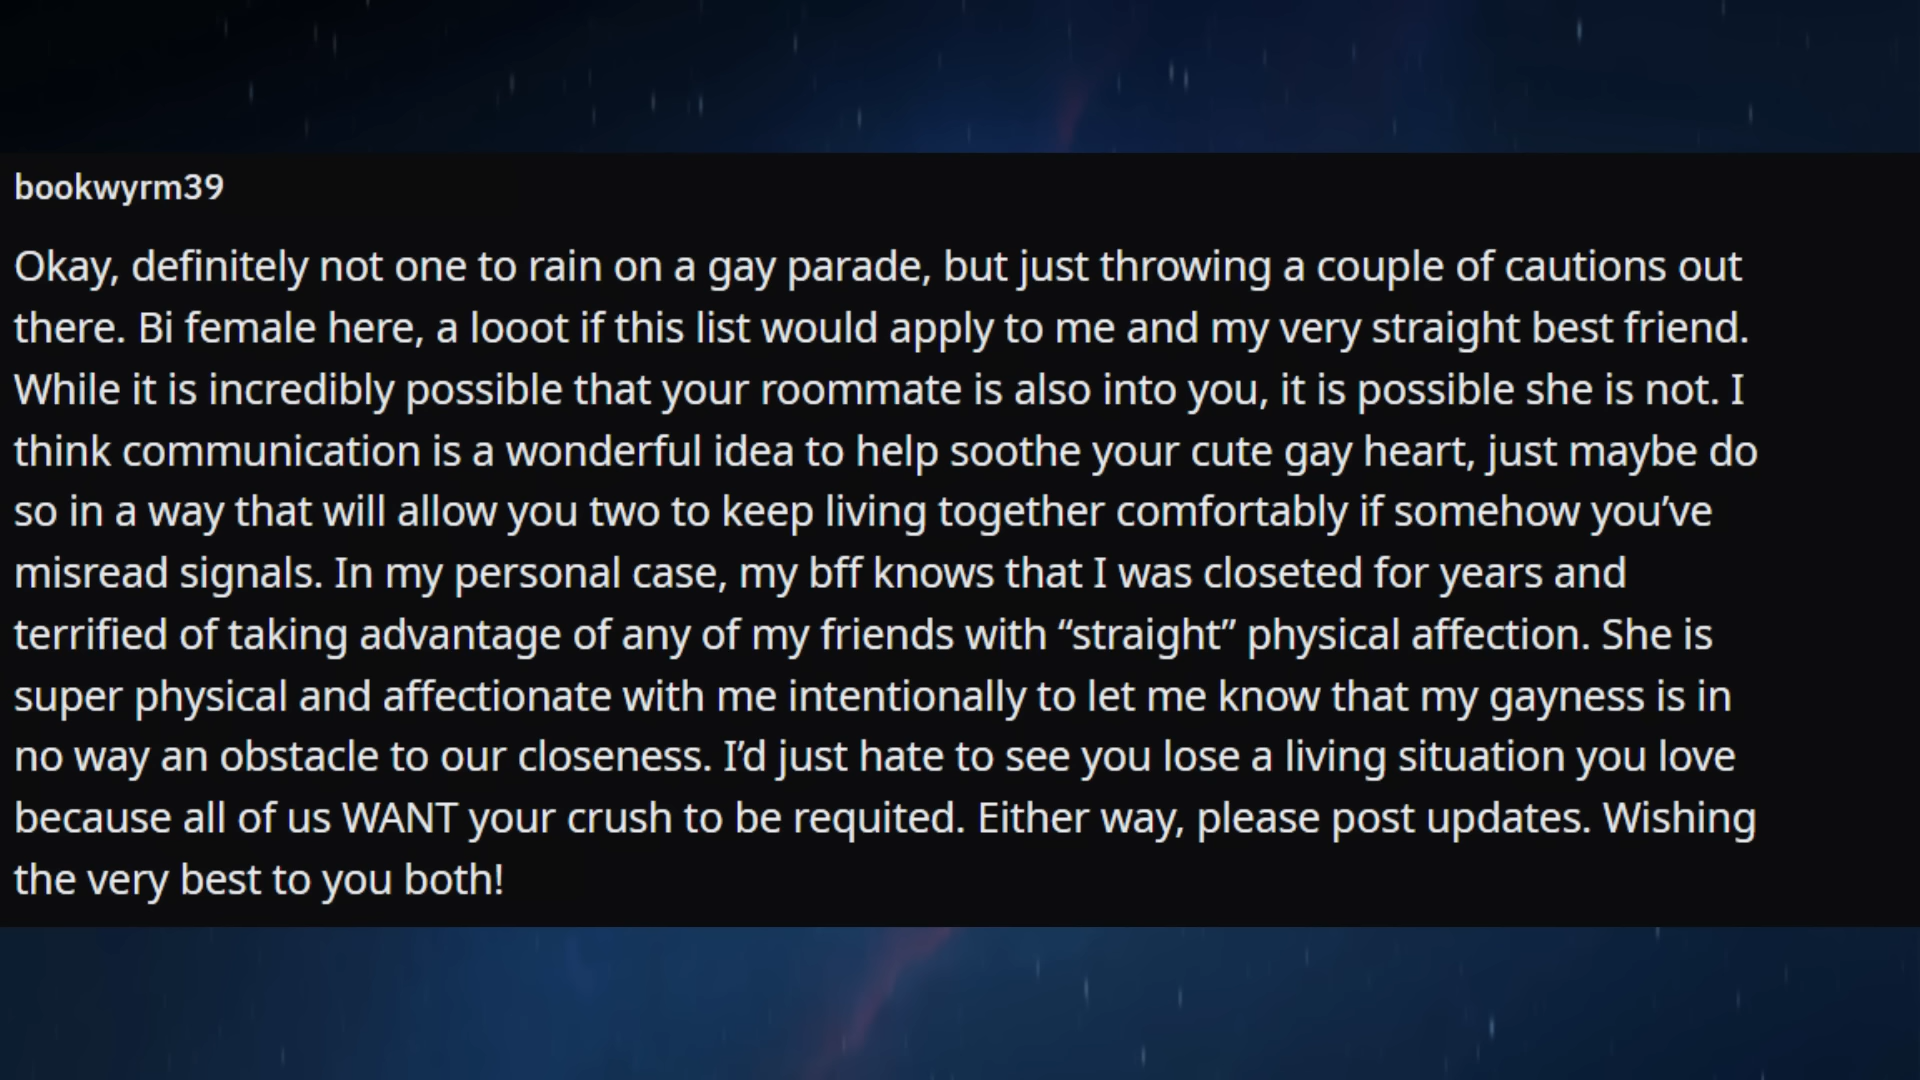 bookwyrm39
Okay, definitely not one to rain on a gay parade, but just throwing a couple of cautions out
there. Bi female here, a looot if this list would apply to me and my very straight best friend.
While it is incredibly possible that your roommate is also into you, it is possible she is not. I
think communication is a wonderful idea to help soothe your cute gay heart, just maybe do
so in a way that will allow you two to keep living together comfortably if somehow you’ve
misread signals. In my personal case, my bff knows that I was closeted for years and
terrified of taking advantage of any of my friends with “straight” physical affection. She is
super physical and affectionate with me intentionally to let me know that my gayness is in
no way an obstacle to our closeness. I’d just hate to see you lose a living situation you love
because all of us WANT your crush to be requited. Either way, please post updates. Wishing
the very best to you both!